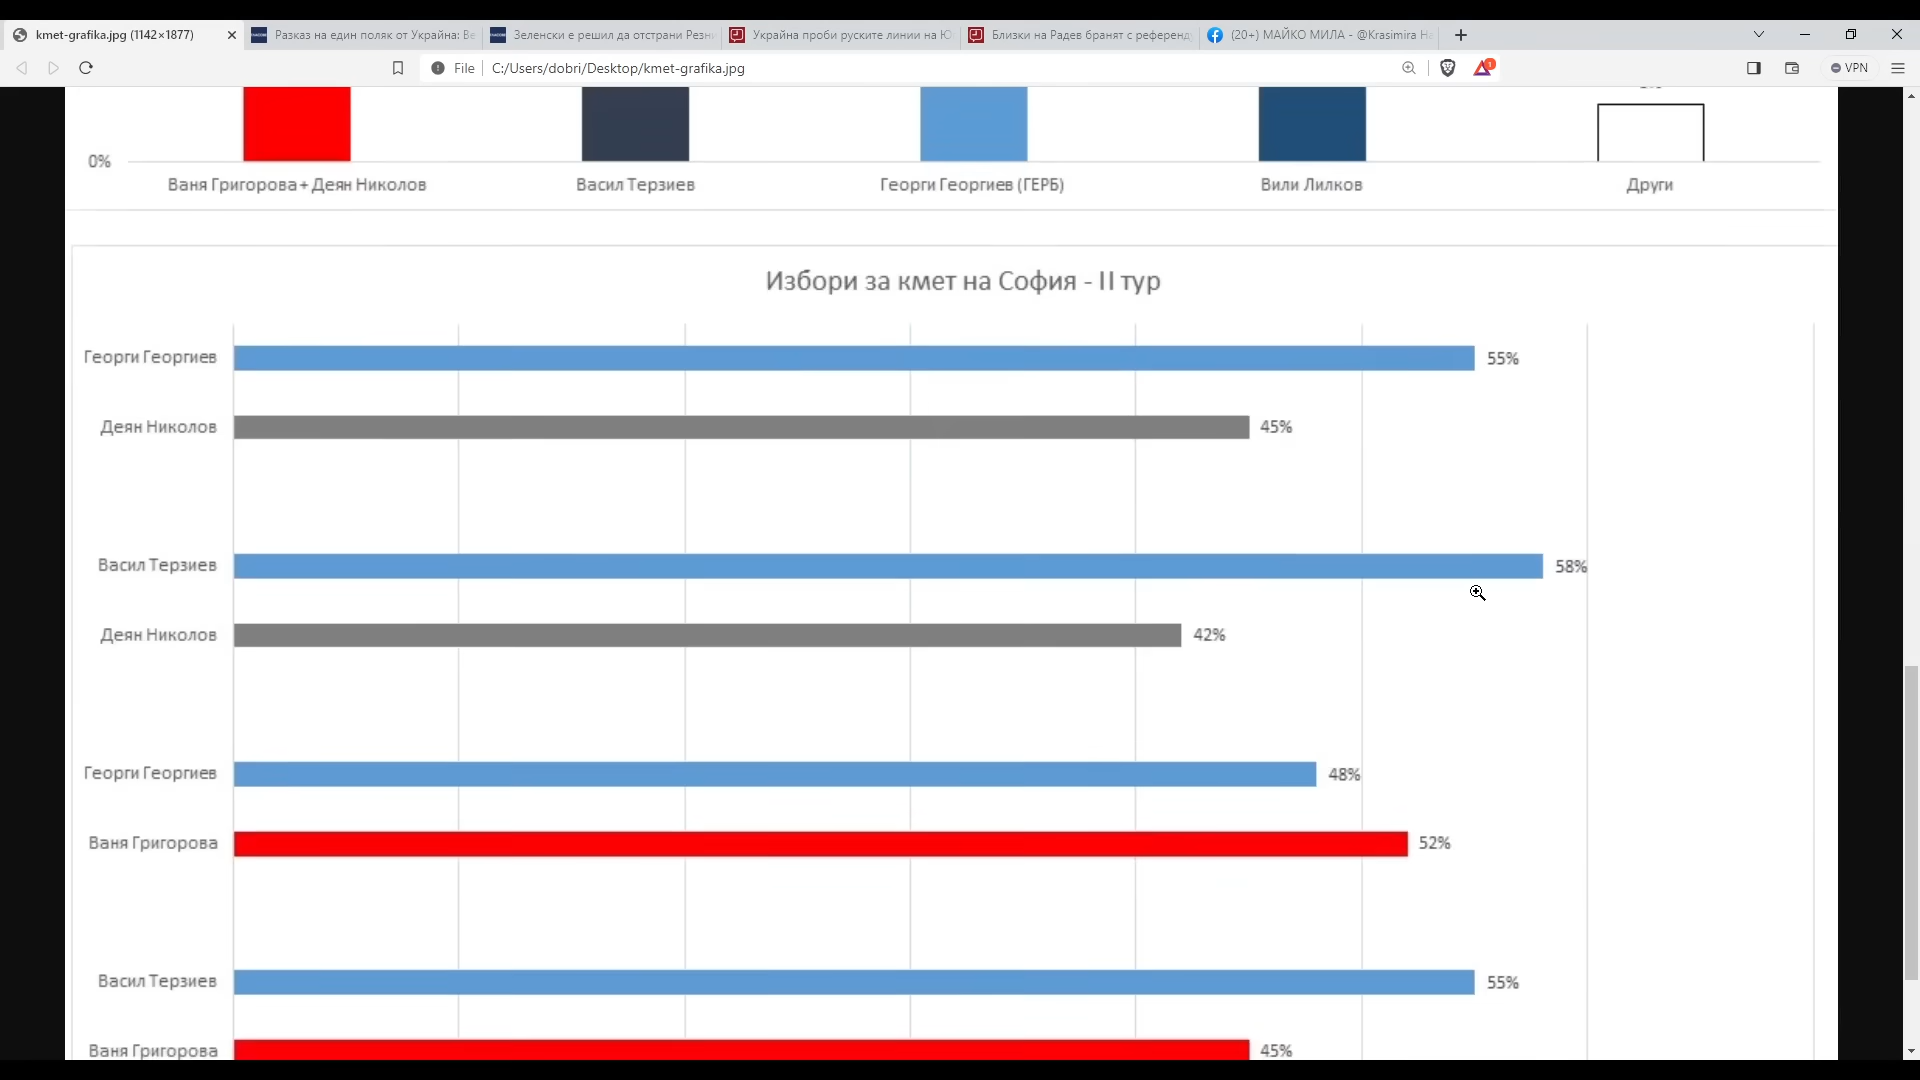 kmet-grafika.jpg (1142×1877)
Разказ на един поляк от Украйна: Ве
Зеленски е решил да отстрани Резни
Украйна проби руските линии на Ю
Близки на Радев бранят с референд
(20+) МАЙКО МИЛА - @Krasimira Ha
File
C:/Users/dobri/Desktop/kmet-grafika.jpg
1
VPN
0%
Ваня Григорова + Деян Николов
Васил Терзиев
Георги Георгиев (ГЕРБ)
Вили Лилков
Други
Избори за кмет на София - II тур
Георги Георгиев
55%
Деян Николов
45%
Васил Терзиев
58%
Деян Николов
42%
Георги Георгиев
48%
Ваня Григорова
52%
Васил Терзиев
55%
Ваня Григорова
45%